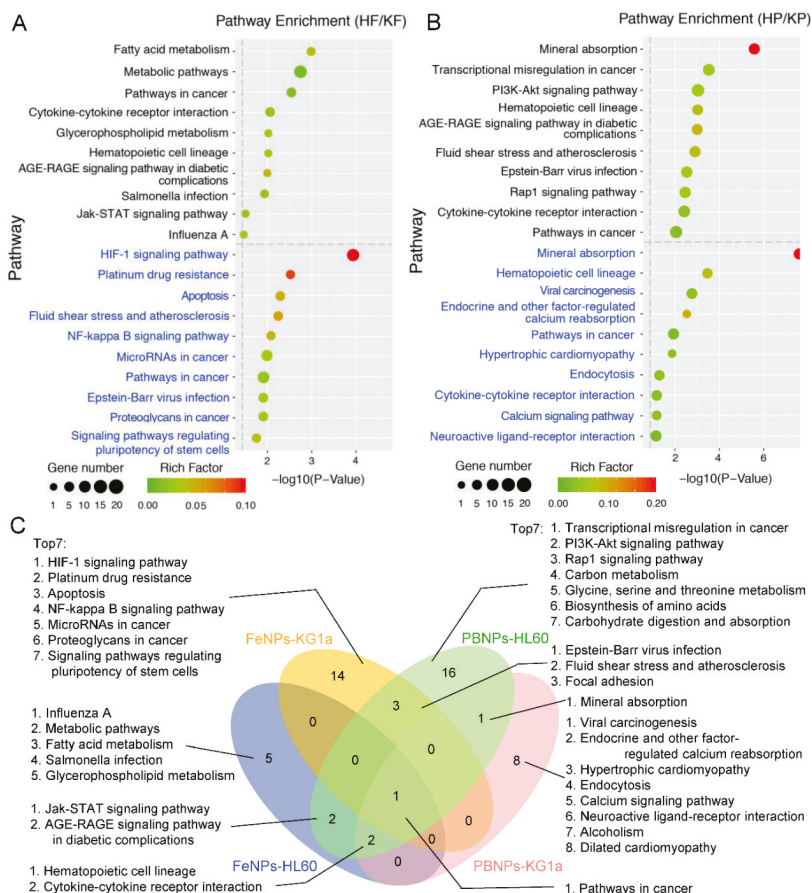 A
Pathway Enrichment (HF/KF)
Fatty acid metabolism
Metabolic pathways
Pathways in cancer
Cytokine-cytokine receptor interaction
Glycerophospholipid metabolism
Hematopoietic cell lineage
AGE-RAGE signaling pathway in diabetic
complications
Salmonella infection
Jak-STAT signaling pathway
Influenza A
HIF-1 signaling pathway
Platinum drug resistance
Apoptosis
Fluid shear stress and atherosclerosis
NF-kappa B signaling pathway
MicroRNAs in cancer
Pathways in cancer
Epstein-Barr virus infection
Proteoglycans in cancer
Signaling pathways regulating
pluripotency of stem cells
Pathway
2 3 4
-log10(P-Value)
Gene number
1 5 10 15 20
Rich Factor
0.00 0.05 0.10
B
Pathway Enrichment (HP/KP)
Mineral absorption
Transcriptional misregulation in cancer
PI3K-Akt signaling pathway
Hematopoietic cell lineage
AGE-RAGE signaling pathway in diabetic
complications
Fluid shear stress and atherosclerosis
Epstein-Barr virus infection
Rap1 signaling pathway
Cytokine-cytokine receptor interaction
Pathways in cancer
Mineral absorption
Hematopoietic cell lineage
Viral carcinogenesis
Endocrine and other factor-regulated
calcium reabsorption
Pathways in cancer
Hypertrophic cardiomyopathy
Endocytosis
Cytokine-cytokine receptor interaction
Calcium signaling pathway
Neuroactive ligand-receptor interaction
Pathway
2 4 6
-log10(P-Value)
Gene number
1 5 10 15 20
Rich Factor
0.00 0.10 0.20
C
Top7:
1. HIF-1 signaling pathway
2. Platinum drug resistance
3. Apoptosis
4. NF-kappa B signaling pathway
5. MicroRNAs in cancer
6. Proteoglycans in cancer
7. Signaling pathways regulating
pluripotency of stem cells
1. Influenza A
2. Metabolic pathways
3. Fatty acid metabolism
4. Salmonella infection
5. Glycerophospholipid metabolism
1. Jak-STAT signaling pathway
2. AGE-RAGE signaling pathway
in diabetic complications
1. Hematopoietic cell lineage
2. Cytokine-cytokine receptor interaction
FeNPs-KG1a
PBNPs-HL60
FeNPs-HL60
PBNPs-KG1a
14
16
0
3
1
5
0
0
8
1
2
2
0
0
0
Top7:
1. Transcriptional misregulation in cancer
2. PI3K-Akt signaling pathway
3. Rap1 signaling pathway
4. Carbon metabolism
5. Glycine, serine and threonine metabolism
6. Biosynthesis of amino acids
7. Carbohydrate digestion and absorption
1. Epstein-Barr virus infection
2. Fluid shear stress and atherosclerosis
3. Focal adhesion
1. Mineral absorption
1. Viral carcinogenesis
2. Endocrine and other factor-
regulated calcium reabsorption
3. Hypertrophic cardiomyopathy
4. Endocytosis
5. Calcium signaling pathway
6. Neuroactive ligand-receptor interaction
7. Alcoholism
8. Dilated cardiomyopathy
1. Pathways in cancer